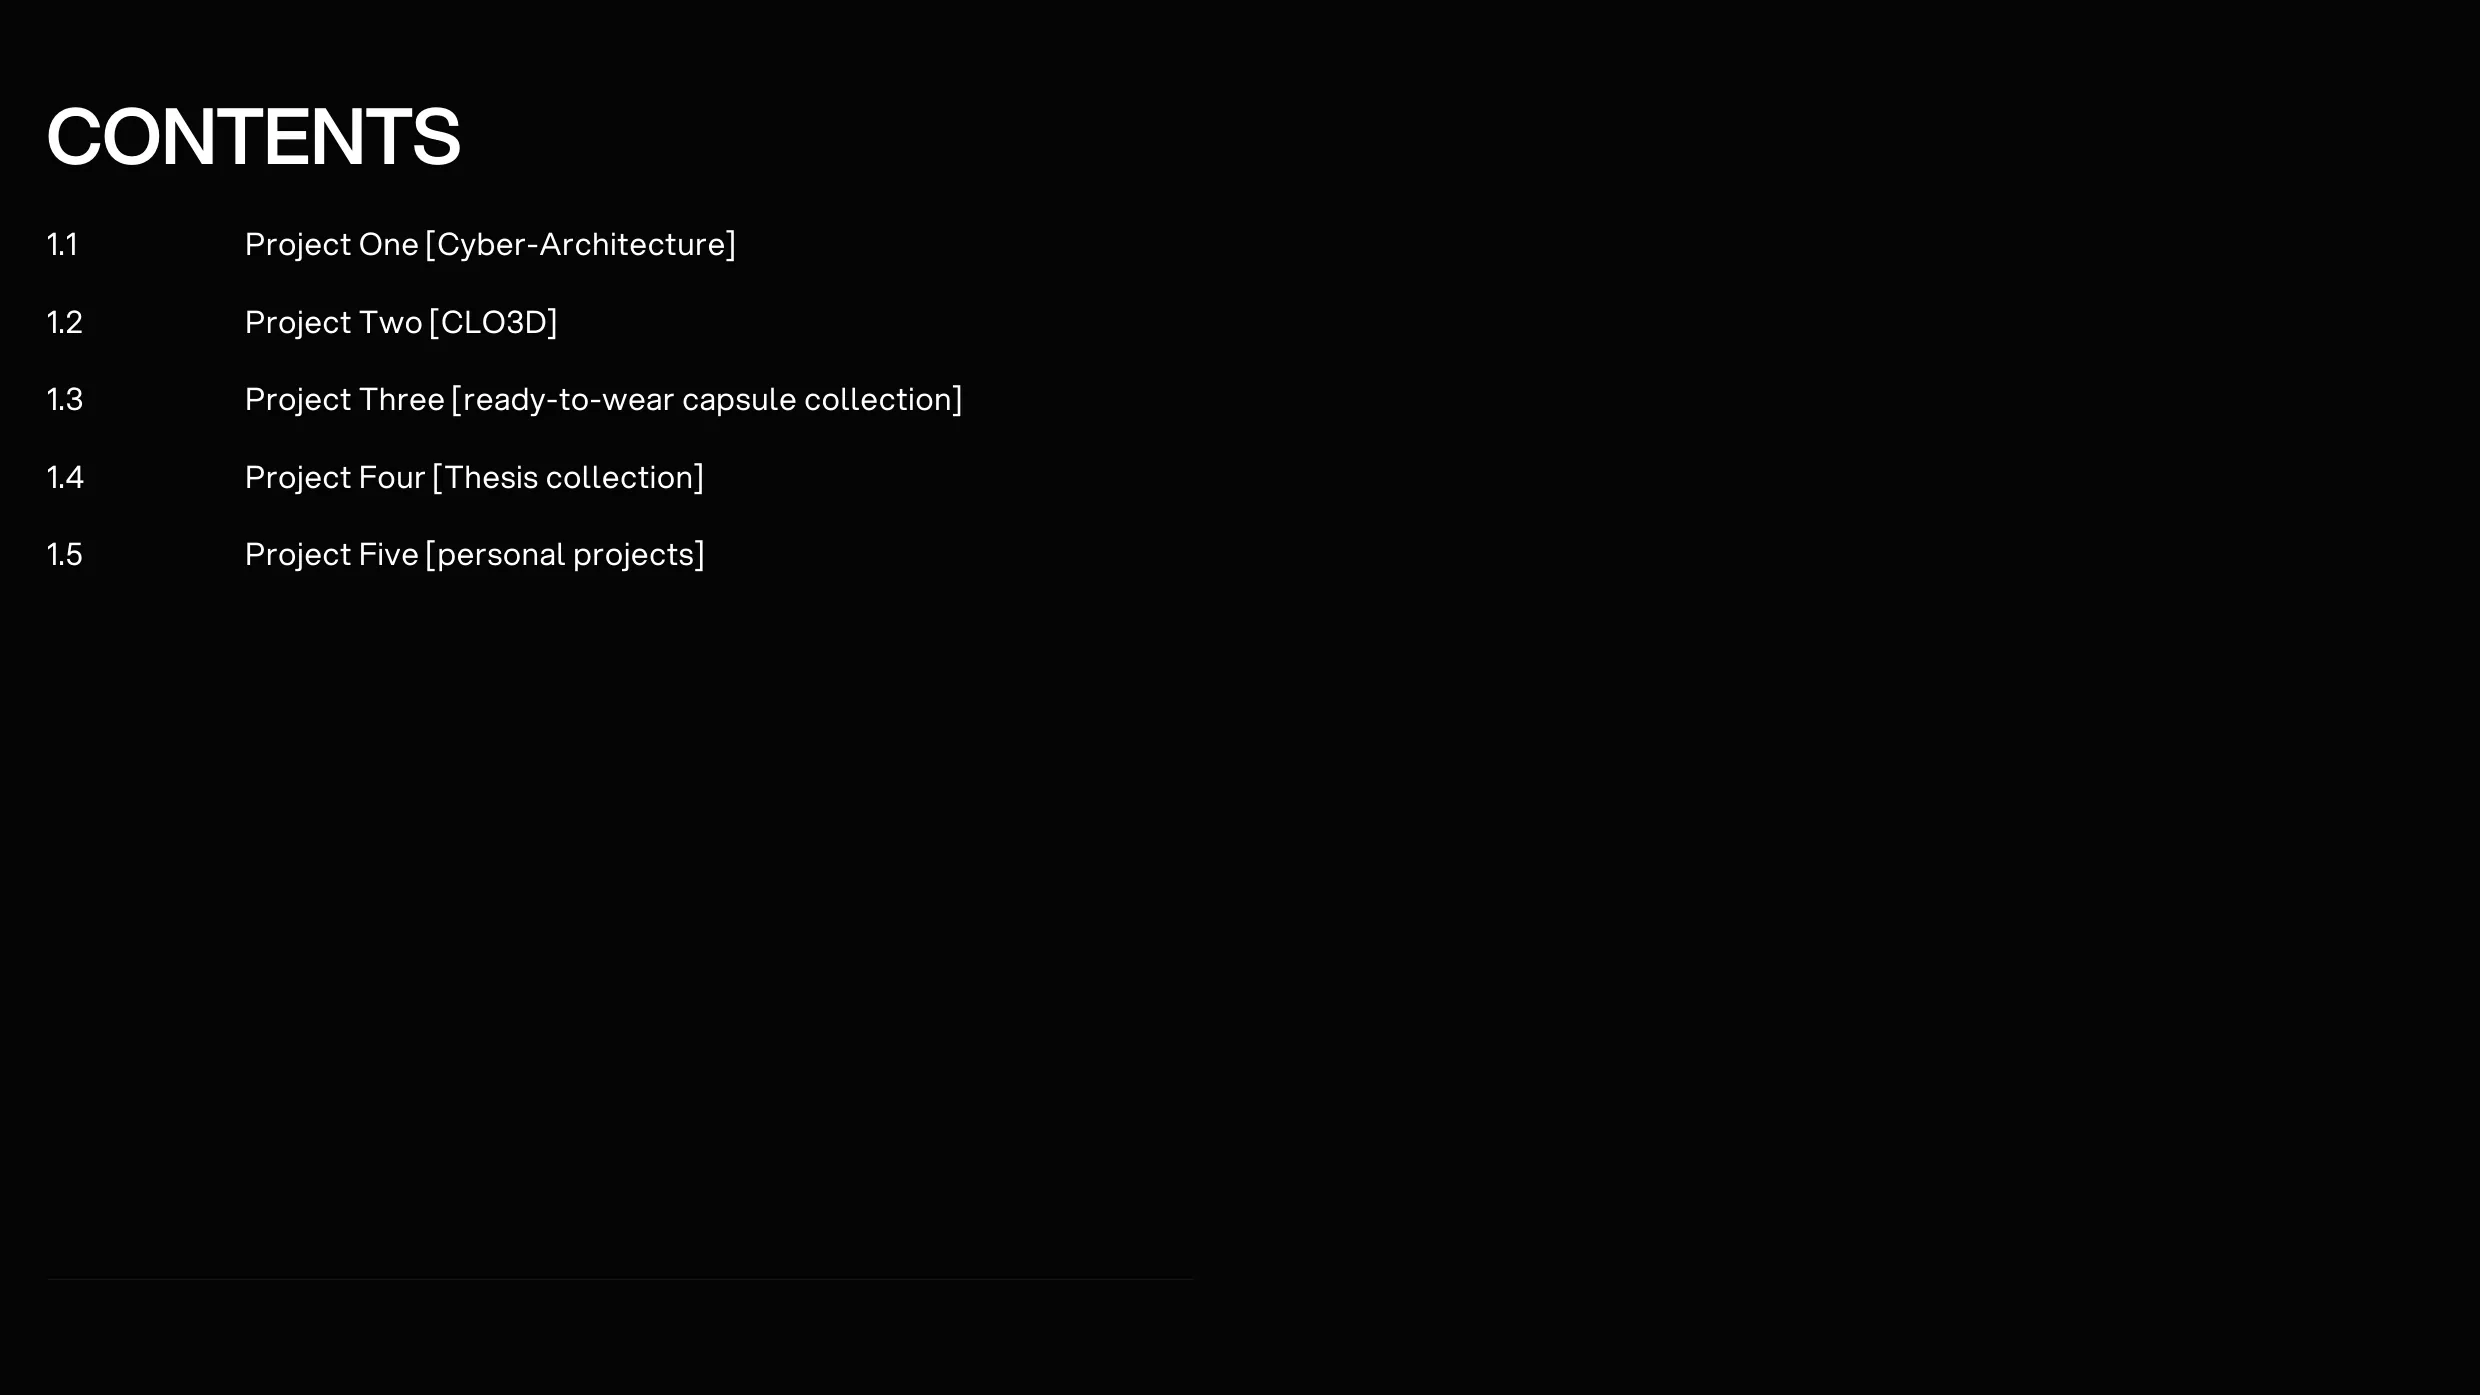 CONTENTS
1.1 Project One [Cyber-Architecture]
1.2 Project Two [CLO3D]
1.3 Project Three [ready-to-wear capsule collection]
1.4 Project Four [Thesis collection]
1.5 Project Five [personal projects]